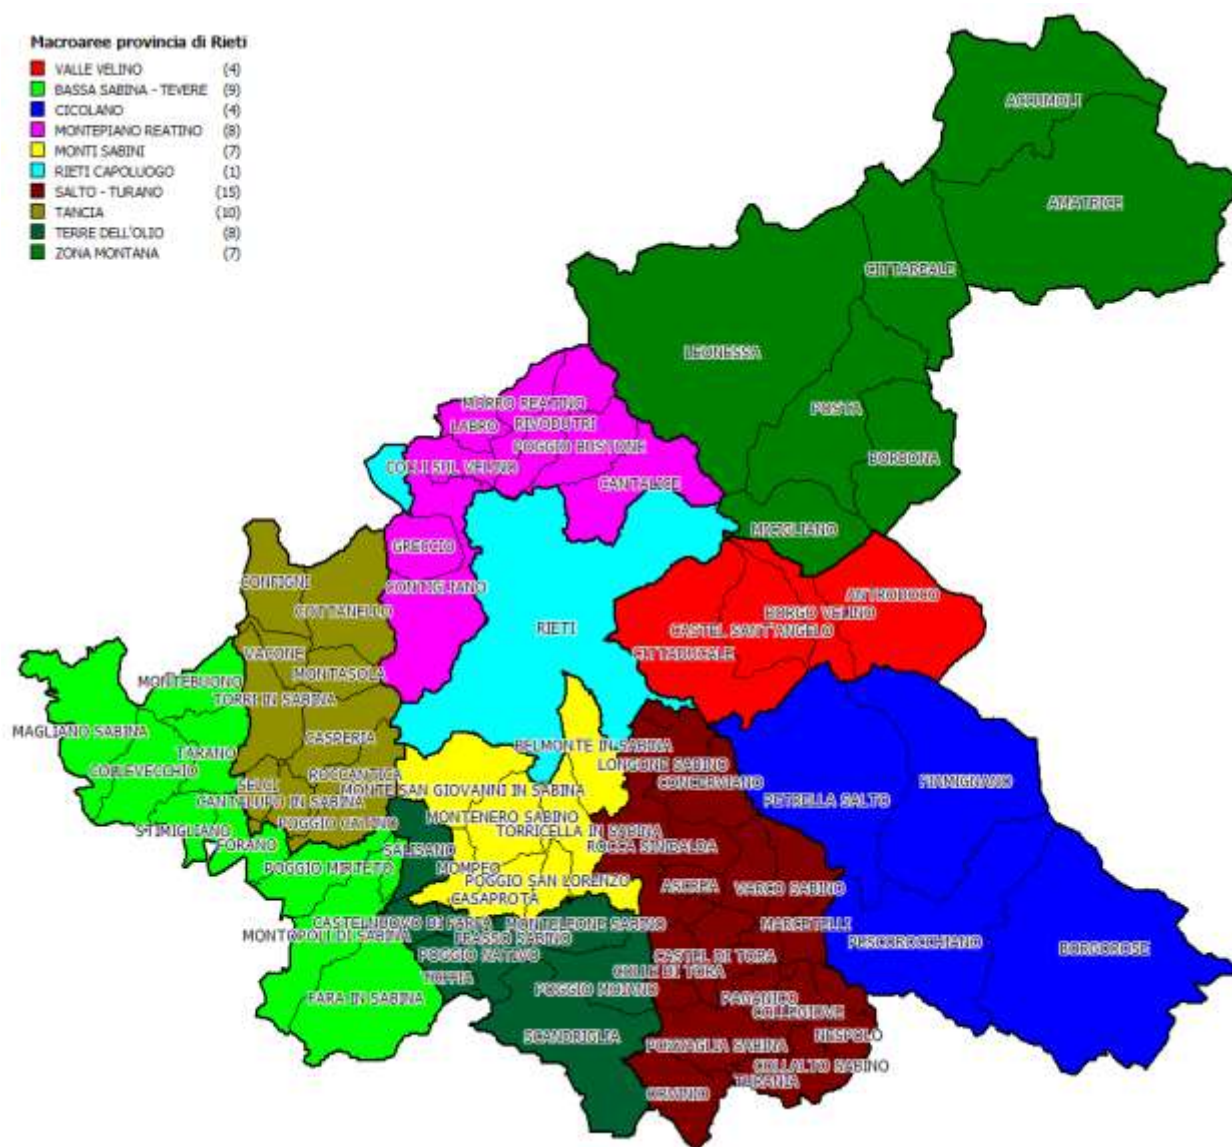 Macroaree provincia di Rieti
VALLE VELINO (4)
BASSA SABINA - TEVERE (9)
CICOLANO (4)
MONTEPIANO REATINO (8)
MONTI SABINI (7)
RIETI CAPOLUOGO (1)
SALTO - TURANO (15)
TANCIA (10)
TERRE DELL'OLIO (8)
ZONA MONTANA (7)
ACCUMOLI
AMATRICE
CITTAREALE
LEONESSA
POSTA
BORBONA
MICIGLIANO
MORRO REATINO
LABRO
RIVODUTRI
POGGIO BUSTONE
COLLI SUL VELINO
CANTALICE
GRECCIO
CONTIGLIANO
RIETI
ANTRODOCO
BORGO VELINO
CASTEL SANT'ANGELO
CITTADUCALE
CONFIGNI
COTTANELLO
VACONE
MONTASOLA
MONTEBUONO
TORRI IN SABINA
MAGLIANO SABINA
TARANO
CASPERIA
COLLEVECCHIO
ROCCANTICA
SELCI
CANTALUPO IN SABINA
STIMIGLIANO
POGGIO CATINO
FORANO
POGGIO MIRTETO
SALISANO
BELMONTE IN SABINA
LONGONE SABINO
CONCERVIANO
MONTE SAN GIOVANNI IN SABINA
MONTENERO SABINO
TORRICELLA IN SABINA
ROCCA SINIBALDA
MOMPEO
POGGIO SAN LORENZO
CASAPROTA
PETRELLA SALTO
FIAMIGNANO
ASCREA
VARCO SABINO
MARCETELLI
PESCOROCCHIANO
BORGOROSE
CASTELNUOVO DI FARFA
MONTELEONE SABINO
MONTOPOLI DI SABINA
FRASSO SABINO
POGGIO NATIVO
CASTEL DI TORA
COLLE DI TORA
TOFFIA
FARA IN SABINA
POGGIO MOIANO
PAGANICO
COLLEGIOVE
NESPOLO
SCANDRIGLIA
POZZAGLIA SABINA
COLLALTO SABINO
TURANIA
ORVINIO